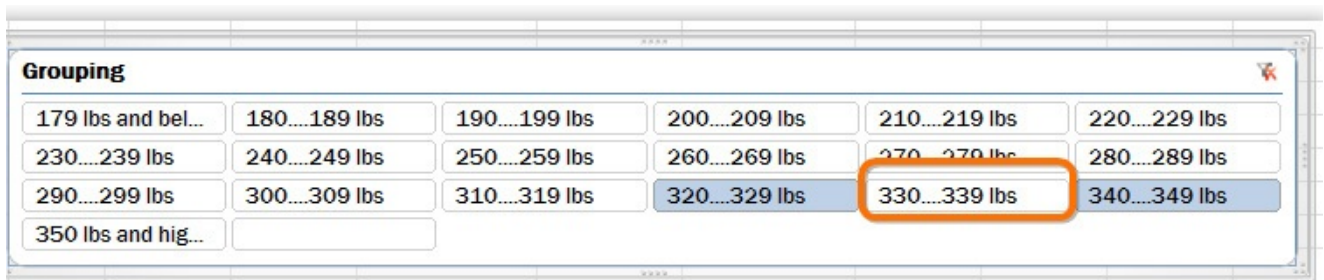 Grouping
179 lbs and bel... 180....189 lbs 190....199 lbs 200....209 lbs 210....219 lbs 220....229 lbs
230....239 lbs 240....249 lbs 250....259 lbs 260....269 lbs 270....279 lbs 280....289 lbs
290....299 lbs 300....309 lbs 310....319 lbs 320....329 lbs 330....339 lbs 340....349 lbs
350 lbs and hig...